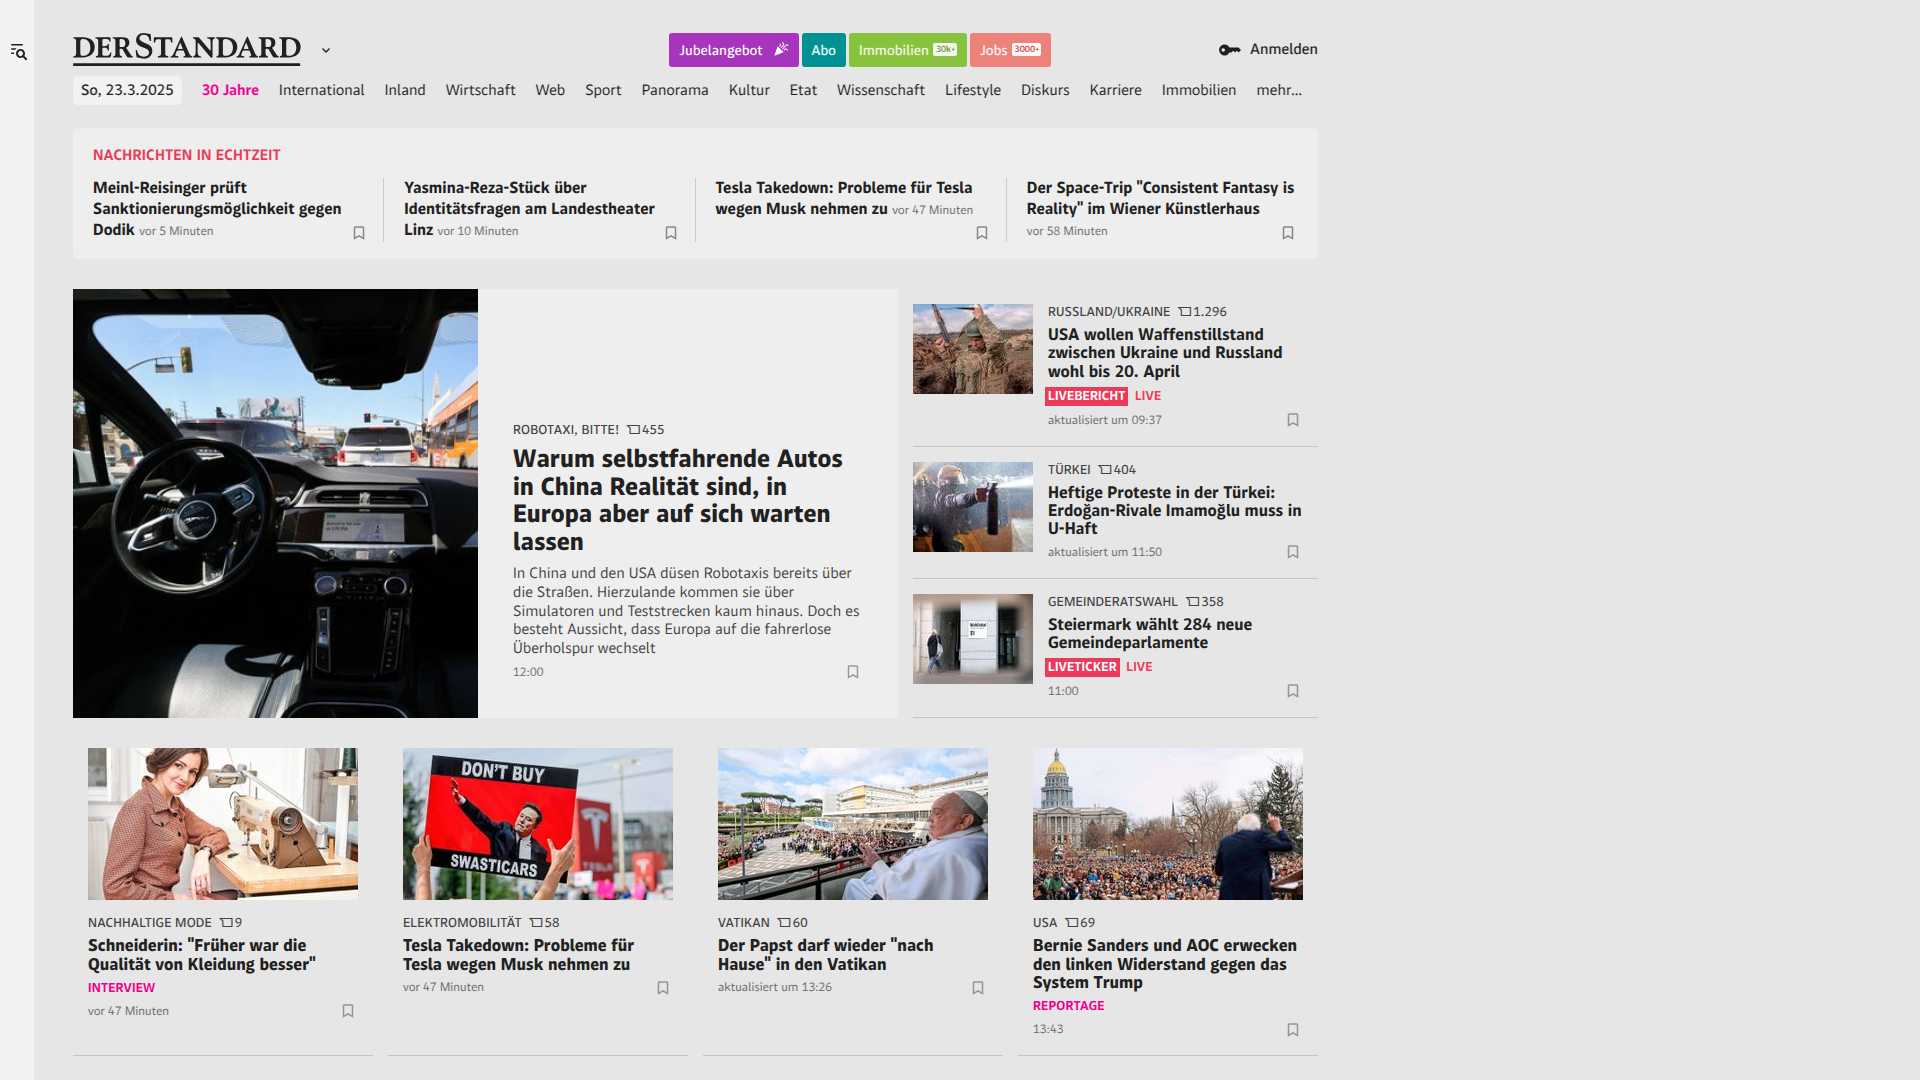 DERSTANDARD
Jubelangebot
Abo
Immobilien 30k+
Jobs 3000+
Anmelden
So, 23.3.2025
30 Jahre
International
Inland
Wirtschaft
Web
Sport
Panorama
Kultur
Etat
Wissenschaft
Lifestyle
Diskurs
Karriere
Immobilien
mehr...
NACHRICHTEN IN ECHTZEIT
Meinl-Reisinger prüft
Sanktionierungsmöglichkeit gegen
Dodik vor 5 Minuten
Yasmina-Reza-Stück über
Identitätsfragen am Landestheater
Linz vor 10 Minuten
Tesla Takedown: Probleme für Tesla
wegen Musk nehmen zu vor 47 Minuten
Der Space-Trip "Consistent Fantasy is
Reality" im Wiener Künstlerhaus
vor 58 Minuten
ROBOTAXI, BITTE! 455
Warum selbstfahrende Autos
in China Realität sind, in
Europa aber auf sich warten
lassen
In China und den USA düsen Robotaxis bereits über
die Straßen. Hierzulande kommen sie über
Simulatoren und Teststrecken kaum hinaus. Doch es
besteht Aussicht, dass Europa auf die fahrerlose
Überholspur wechselt
12:00
RUSSLAND/UKRAINE 1.296
USA wollen Waffenstillstand
zwischen Ukraine und Russland
wohl bis 20. April
LIVEBERICHT LIVE
aktualisiert um 09:37
TÜRKEI 404
Heftige Proteste in der Türkei:
Erdoğan-Rivale Imamoğlu muss in
U-Haft
aktualisiert um 11:50
GEMEINDERATSWAHL 358
Steiermark wählt 284 neue
Gemeindeparlamente
LIVETICKER LIVE
11:00
DON'T BUY
SWASTICARS
TESLA
NACHHALTIGE MODE 9
Schneiderin: "Früher war die
Qualität von Kleidung besser"
INTERVIEW
vor 47 Minuten
ELEKTROMOBILITÄT 58
Tesla Takedown: Probleme für
Tesla wegen Musk nehmen zu
vor 47 Minuten
VATIKAN 60
Der Papst darf wieder "nach
Hause" in den Vatikan
aktualisiert um 13:26
USA 69
Bernie Sanders und AOC erwecken
den linken Widerstand gegen das
System Trump
REPORTAGE
13:43